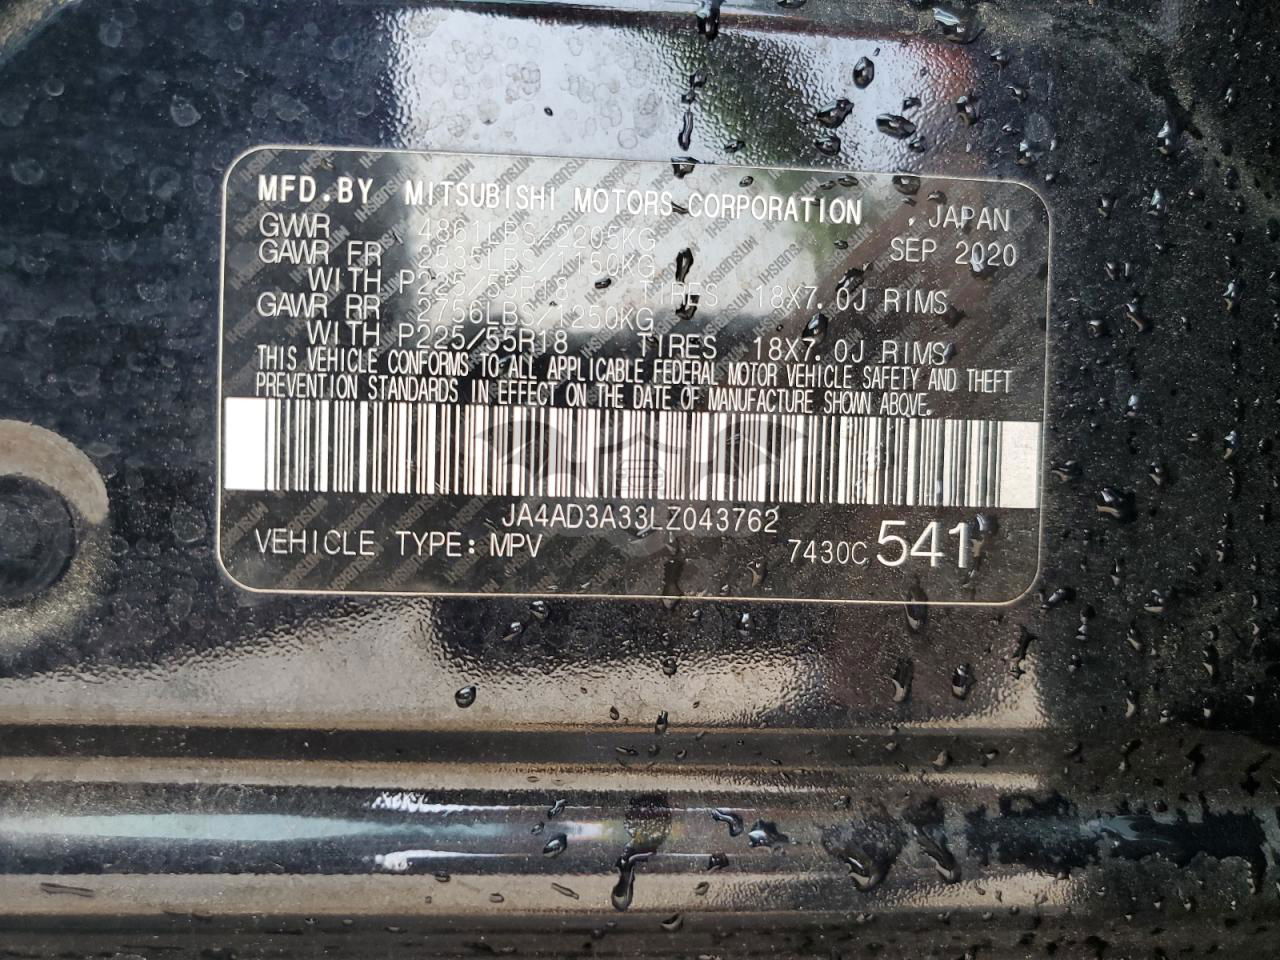 MFD.BY MITSUBISHI MOTORS CORPORATION , JAPAN
GVWR 4861LBS/2205KG SEP 2020
GAWR FR 2535LBS/1150KG
WITH P225/55R18 TIRES 18X7.0J RIMS
GAWR RR 2756LBS/1250KG
WITH P225/55R18 TIRES 18X7.0J RIMS
THIS VEHICLE CONFORMS TO ALL APPLICABLE FEDERAL MOTOR VEHICLE SAFETY AND THEFT
PREVENTION STANDARDS IN EFFECT ON THE DATE OF MANUFACTURE SHOWN ABOVE.
JA4AD3A33LZ043762
VEHICLE TYPE: MPV 7430C 541